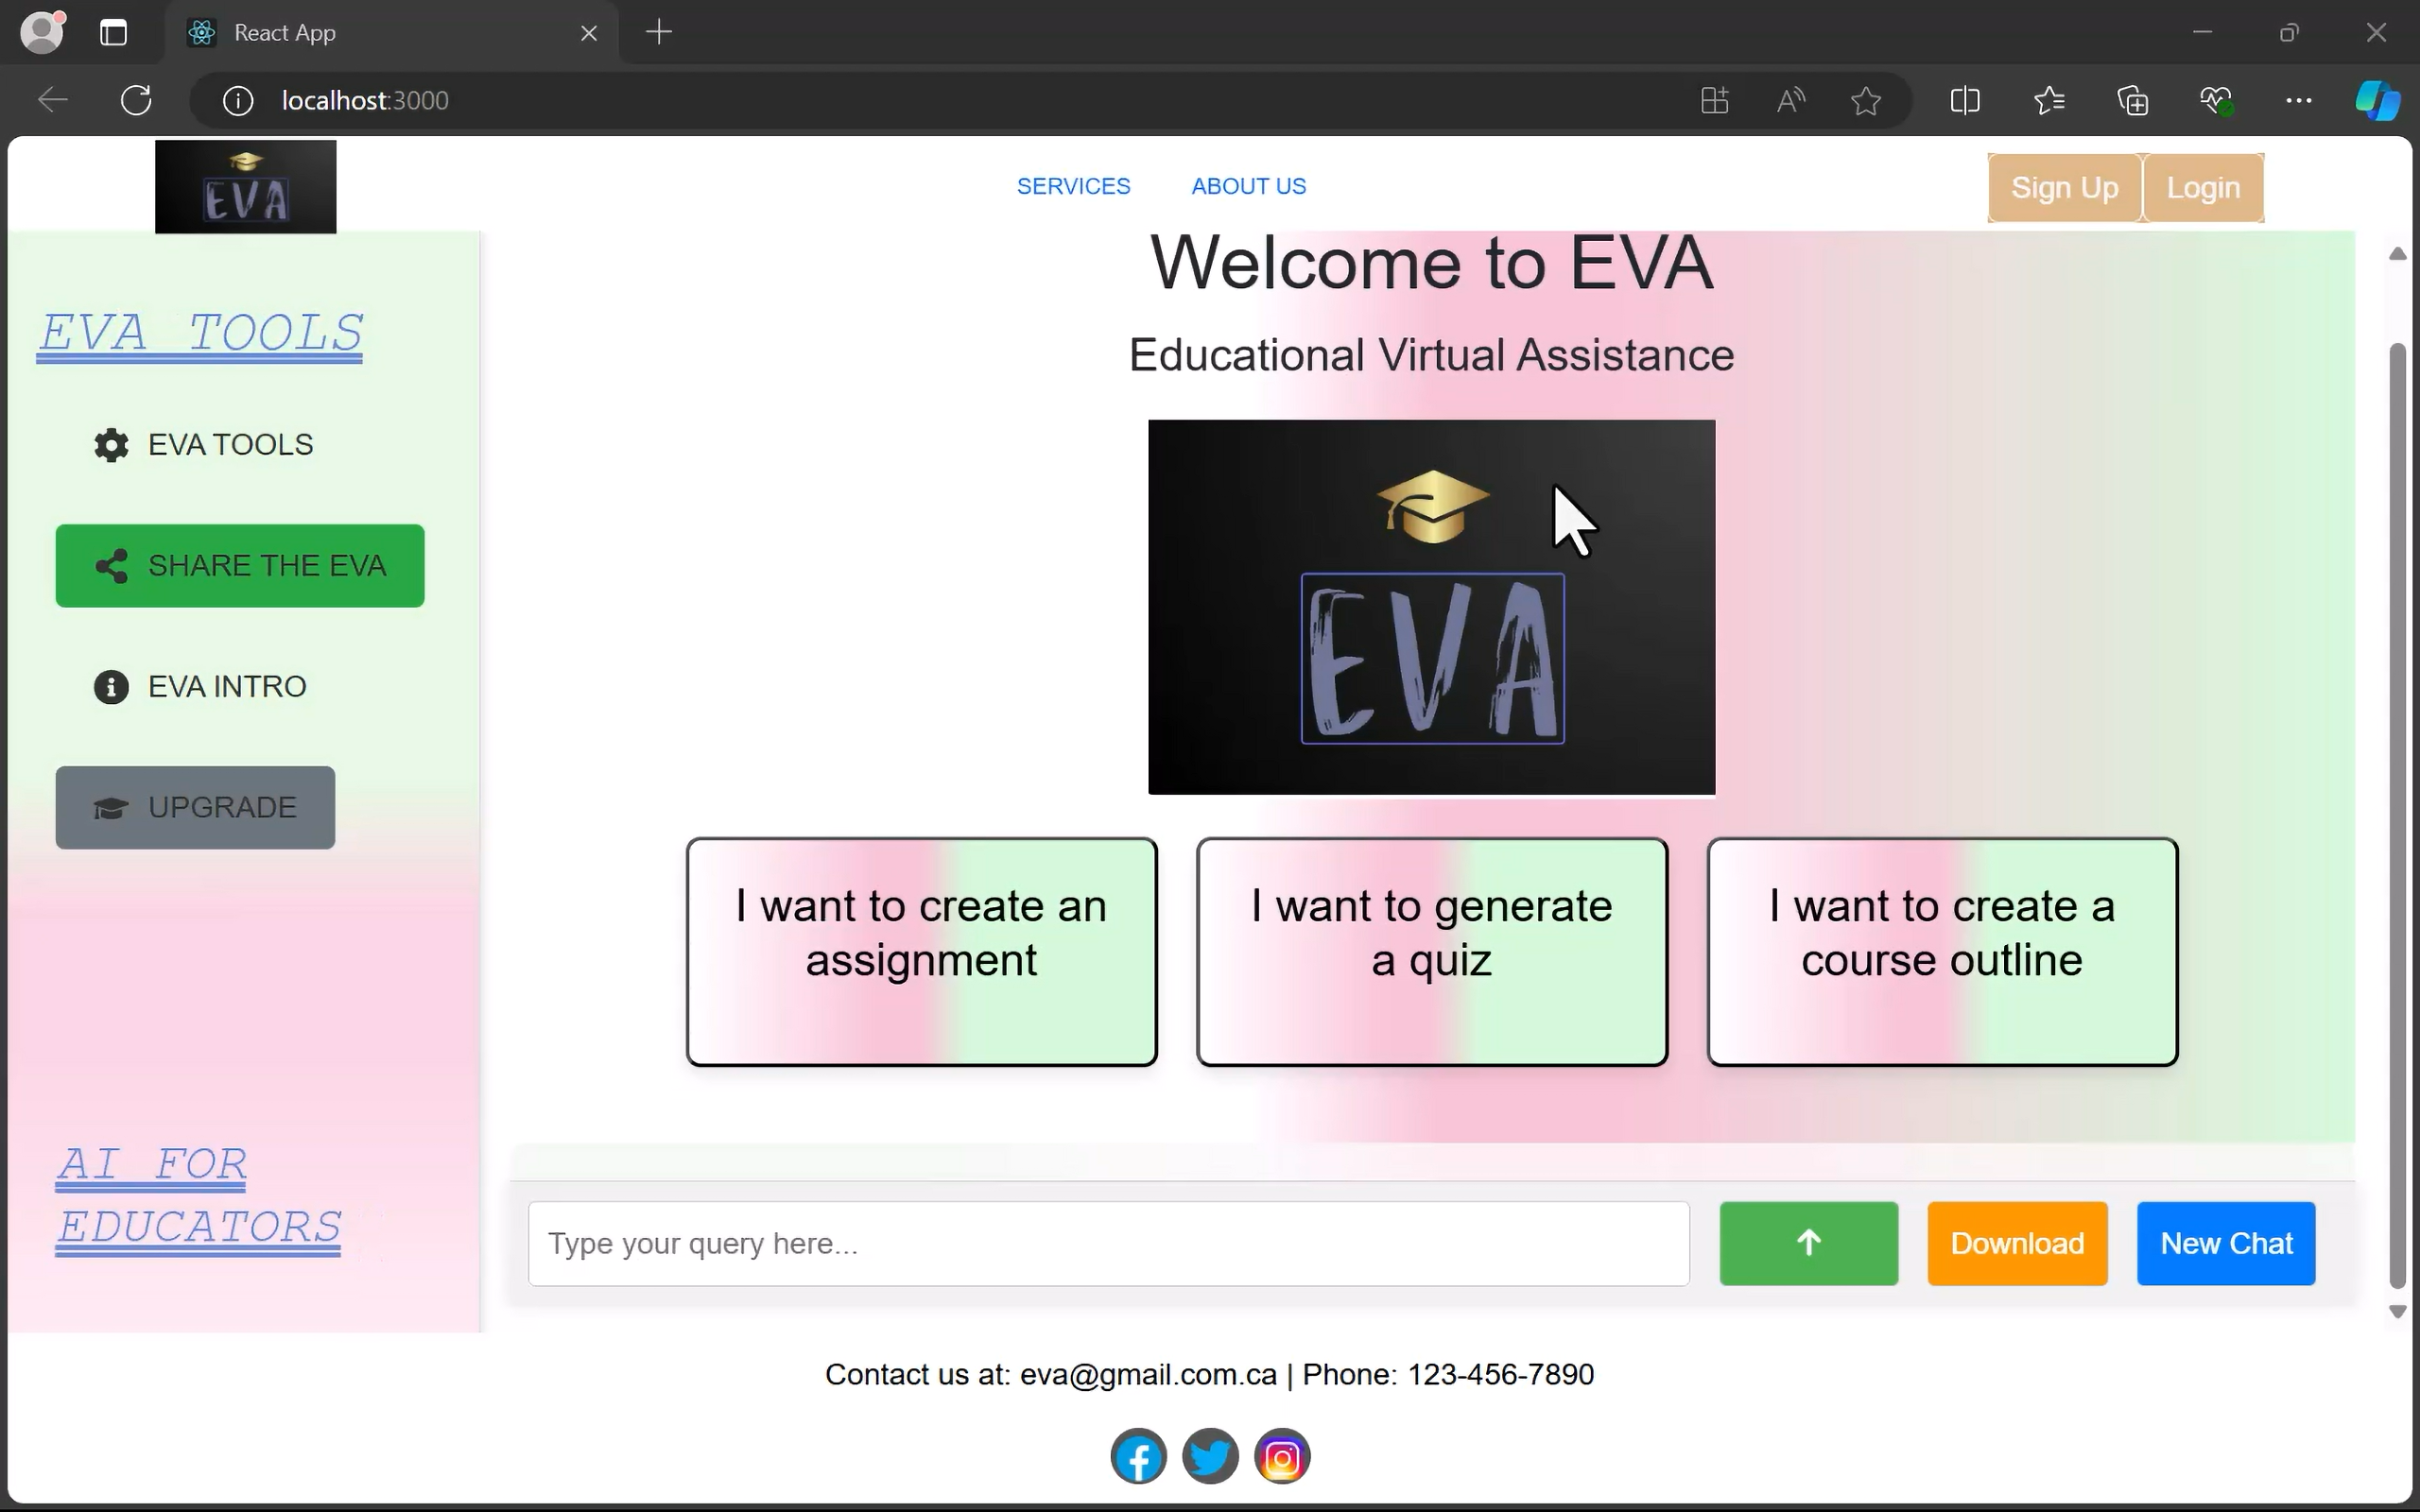 React App
localhost:3000
EVA
SERVICES
ABOUT US
Sign Up
Login
EVA TOOLS
EVA TOOLS
SHARE THE EVA
EVA INTRO
UPGRADE
AI FOR
EDUCATORS
Welcome to EVA
Educational Virtual Assistance
EVA
I want to create an
assignment
I want to generate
a quiz
I want to create a
course outline
Type your query here...
Download
New Chat
Contact us at: eva@gmail.com.ca | Phone: 123-456-7890